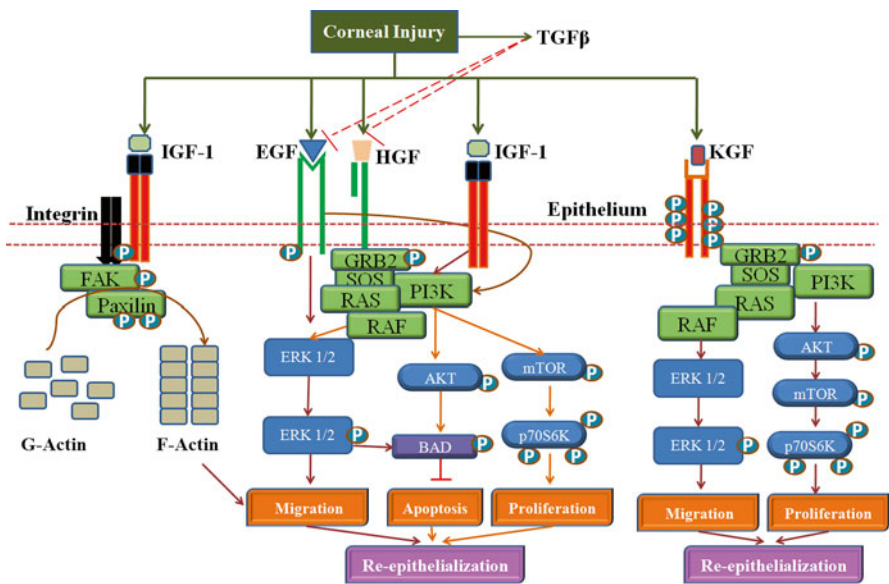 Corneal Injury
TGFβ
IGF-1
EGF
HGF
IGF-1
KGF
Integrin
Epithelium
P
P
P
P
P
P
P
P
FAK
P
GRB2
P
GRB2
P
SOS
SOS
PI3K
PI3K
Paxilin
P
P
RAS
RAS
RAF
RAF
ERK 1/2
AKT
P
mTOR
P
ERK 1/2
AKT
P
mTOR
P
G-Actin
F-Actin
ERK 1/2
P
BAD
P
p70S6K
P
P
P
ERK 1/2
P
p70S6K
P
P
P
Migration
Apoptosis
Proliferation
Migration
Proliferation
Re-epithelialization
Re-epithelialization